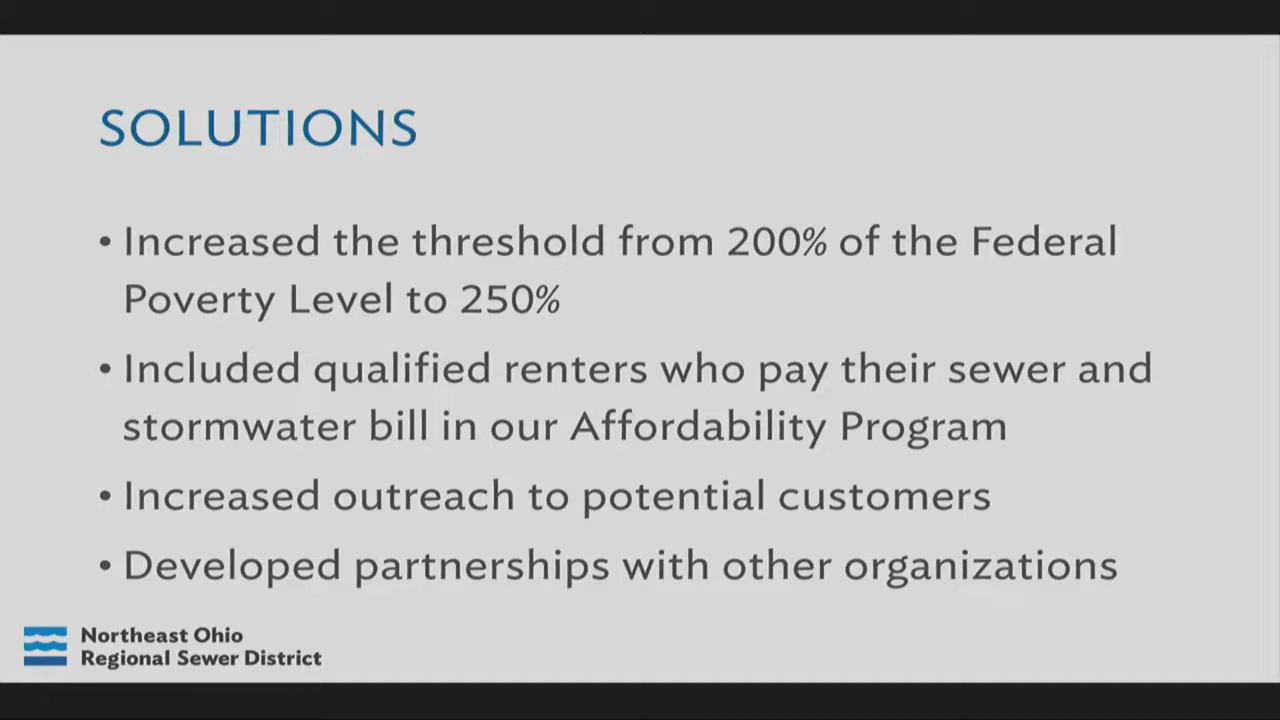 SOLUTIONS
• Increased the threshold from 200% of the Federal
Poverty Level to 250%
• Included qualified renters who pay their sewer and
stormwater bill in our Affordability Program
• Increased outreach to potential customers
• Developed partnerships with other organizations
Northeast Ohio
Regional Sewer District